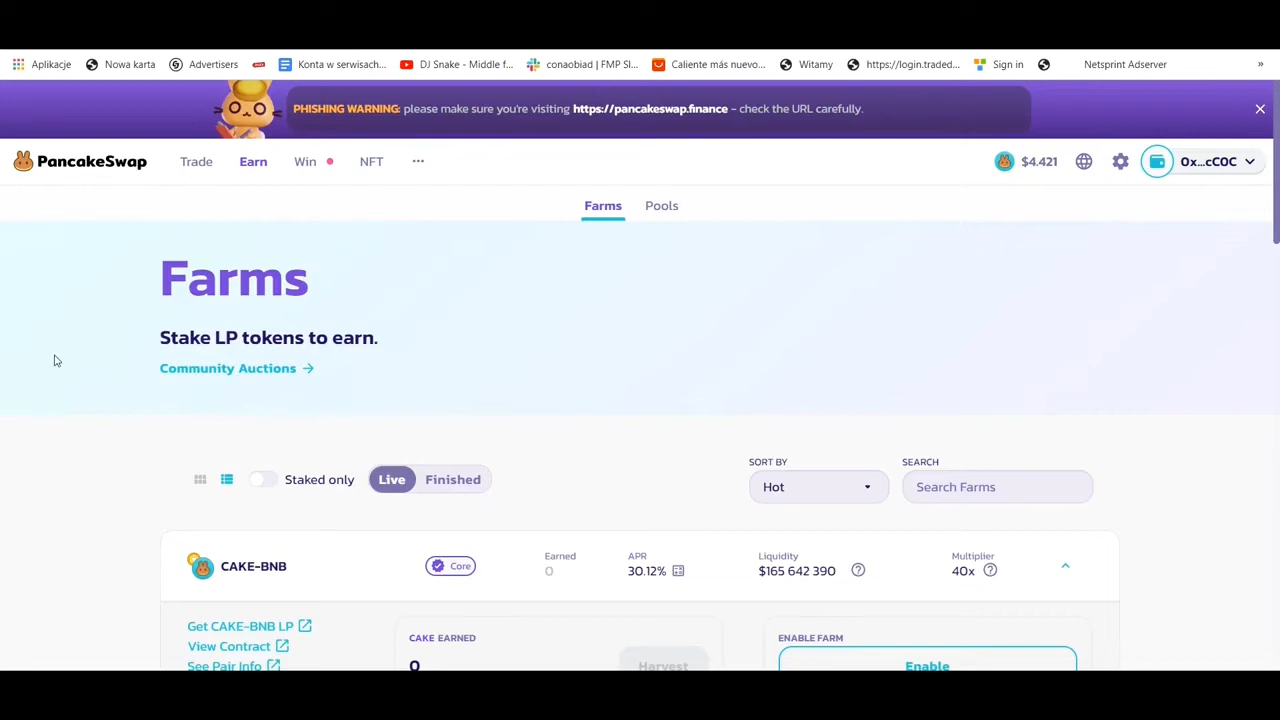 Aplikacje Nowa karta Advertisers Konta w serwisach... DJ Snake - Middle f... conaobiad | FMP Sl... Caliente más nuevo... Witamy https://login.traded... Sign in Netsprint Adserver »
PHISHING WARNING: please make sure you're visiting https://pancakeswap.finance - check the URL carefully.
PancakeSwap Trade Earn Win NFT ... $4.421 0x...cC0C
Farms Pools
Farms
Stake LP tokens to earn.
Community Auctions →
SORT BY SEARCH
Staked only Live Finished Hot Search Farms
Earned APR Liquidity Multiplier
CAKE-BNB Core 0 30.12% $165 642 390 40x
Get CAKE-BNB LP
CAKE EARNED ENABLE FARM
View Contract
See Pair Info 0 Harvest Enable